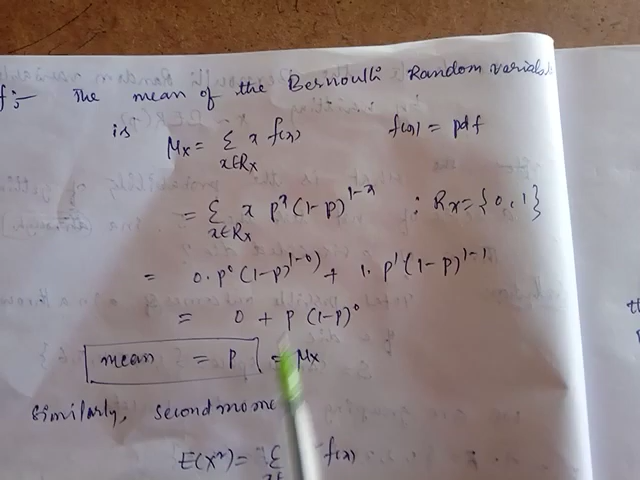 f:- The mean of the Bernoulli Random variable
is μx = Σ x f(x) f(x) = pdf
x∈Rx
= Σ x p^x (1-p)^1-x ; Rx = {0, 1}
x∈Rx
= 0. p^0 (1-p)^(1-0) + 1. p^1 (1-p)^1-1
= 0 + p (1-p)^0
mean = p = μx
Similarly, second mome
E(X²) = Σ f(x)